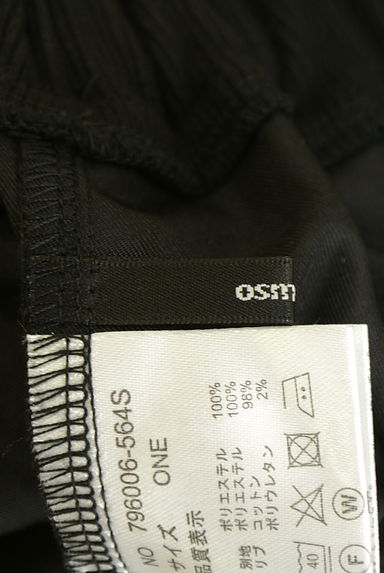 osm
NO 796006-564S
サイズ ONE
品質表示
ポリエステル 100%
別地 ポリエステル 100%
リブ コットン 98%
ポリウレタン 2%
40
W
F